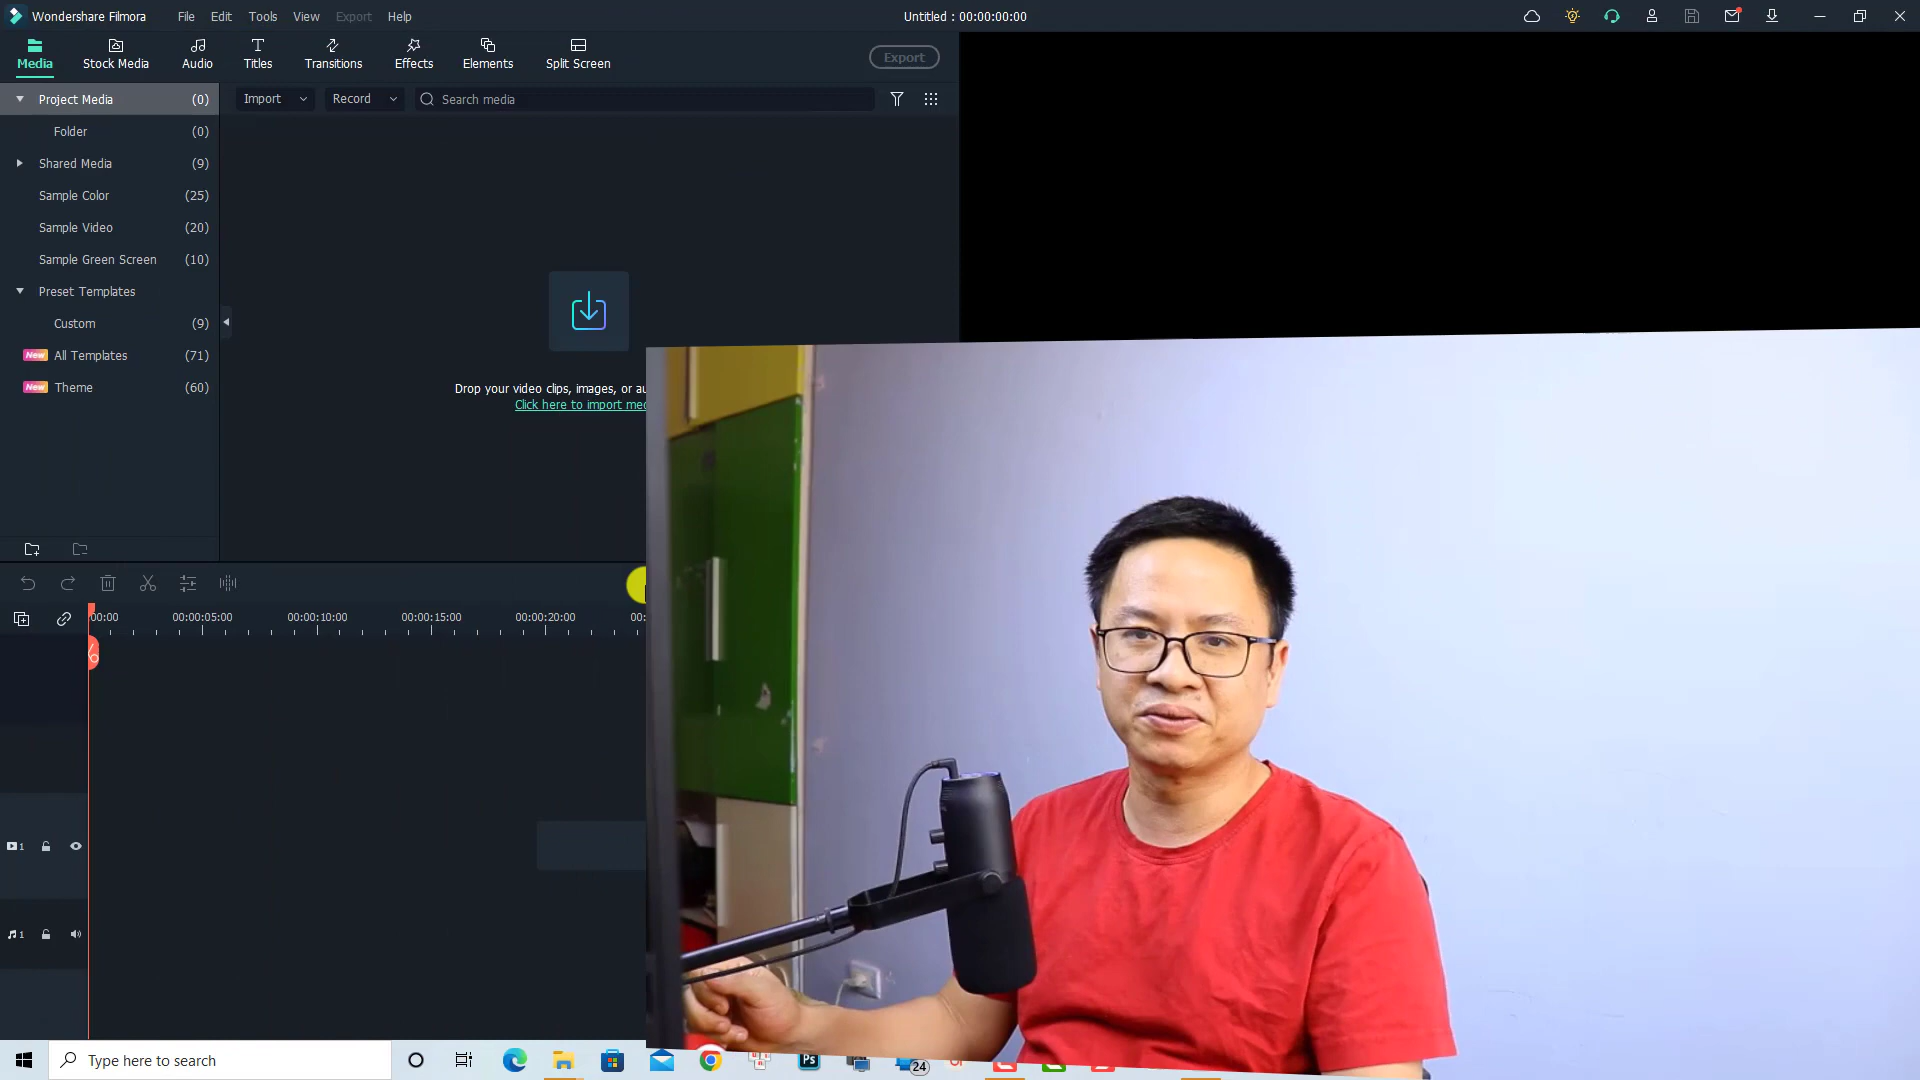 Wondershare Filmora File Edit Tools View Export Help Untitled : 00:00:00:00
Media Stock Media Audio Titles Transitions Effects Elements Split Screen Export
Project Media (0) Import Record Search media
Folder (0)
Shared Media (9)
Sample Color (25)
Sample Video (20)
Sample Green Screen (10)
Preset Templates
Custom (9)
New All Templates (71)
New Theme (60)
Drop your video clips, images, or
Click here to import
00:00 00:00:05:00 00:00:10:00 00:00:15:00 00:00:20:00 00:
1
1
Type here to search Ps 24